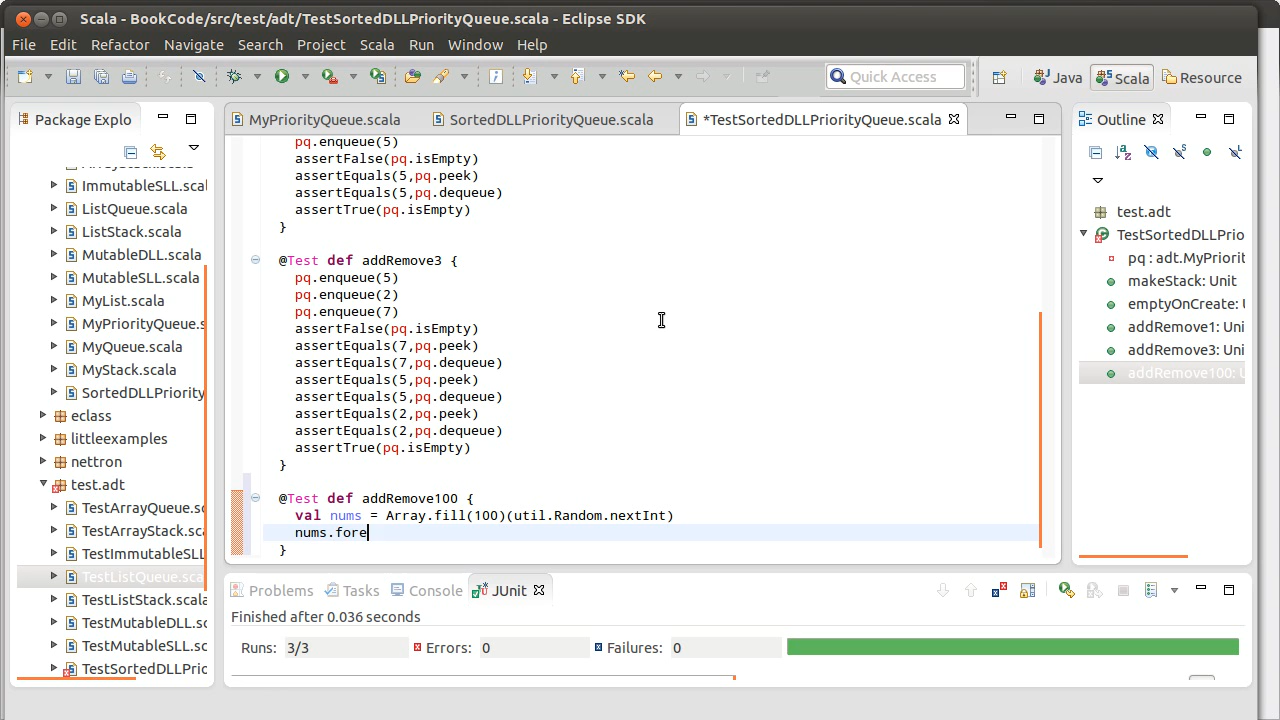 Scala - BookCode/src/test/adt/TestSortedDLLPriorityQueue.scala - Eclipse SDK
File Edit Refactor Navigate Search Project Scala Run Window Help
Quick Access
Java
Scala
Resource
Package Explo
ImmutableSLL.scal
ListQueue.scala
ListStack.scala
MutableDLL.scala
MutableSLL.scala
MyList.scala
MyPriorityQueue.s
MyQueue.scala
MyStack.scala
SortedDLLPriority
eclass
littleexamples
nettron
test.adt
TestArrayQueue.sc
TestArrayStack.sca
TestImmutableSLL
TestListQueue.sca
TestListStack.scala
TestMutableDLL.sc
TestMutableSLL.sc
TestSortedDLLPrio
MyPriorityQueue.scala
SortedDLLPriorityQueue.scala
*TestSortedDLLPriorityQueue.scala
pq.enqueue(5)
assertFalse(pq.isEmpty)
assertEquals(5,pq.peek)
assertEquals(5,pq.dequeue)
assertTrue(pq.isEmpty)
}
@Test def addRemove3 {
pq.enqueue(5)
pq.enqueue(2)
pq.enqueue(7)
assertFalse(pq.isEmpty)
assertEquals(7,pq.peek)
assertEquals(7,pq.dequeue)
assertEquals(5,pq.peek)
assertEquals(5,pq.dequeue)
assertEquals(2,pq.peek)
assertEquals(2,pq.dequeue)
assertTrue(pq.isEmpty)
}
@Test def addRemove100 {
val nums = Array.fill(100)(util.Random.nextInt)
nums.fore
}
Outline
test.adt
TestSortedDLLPrio
pq : adt.MyPriorit
makeStack: Unit
emptyOnCreate: U
addRemove1: Uni
addRemove3: Uni
addRemove100: U
Problems
Tasks
Console
JUnit
Finished after 0.036 seconds
Runs: 3/3
Errors: 0
Failures: 0